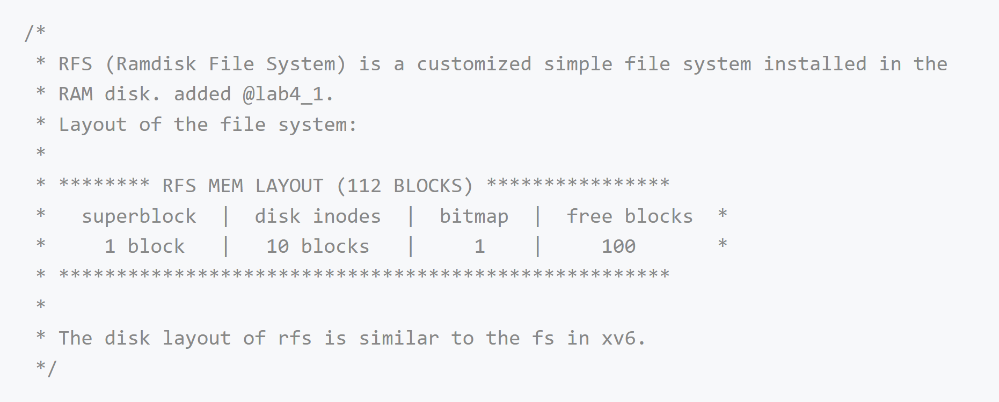 /*
 * RFS (Ramdisk File System) is a customized simple file system installed in the
 * RAM disk. added @lab4_1.
 * Layout of the file system:
 *
 * ******** RFS MEM LAYOUT (112 BLOCKS) ****************
 *   superblock  |  disk inodes  |  bitmap  |  free blocks  *
 *     1 block   |   10 blocks   |     1    |     100       *
 * *****************************************************
 *
 * The disk layout of rfs is similar to the fs in xv6.
 */